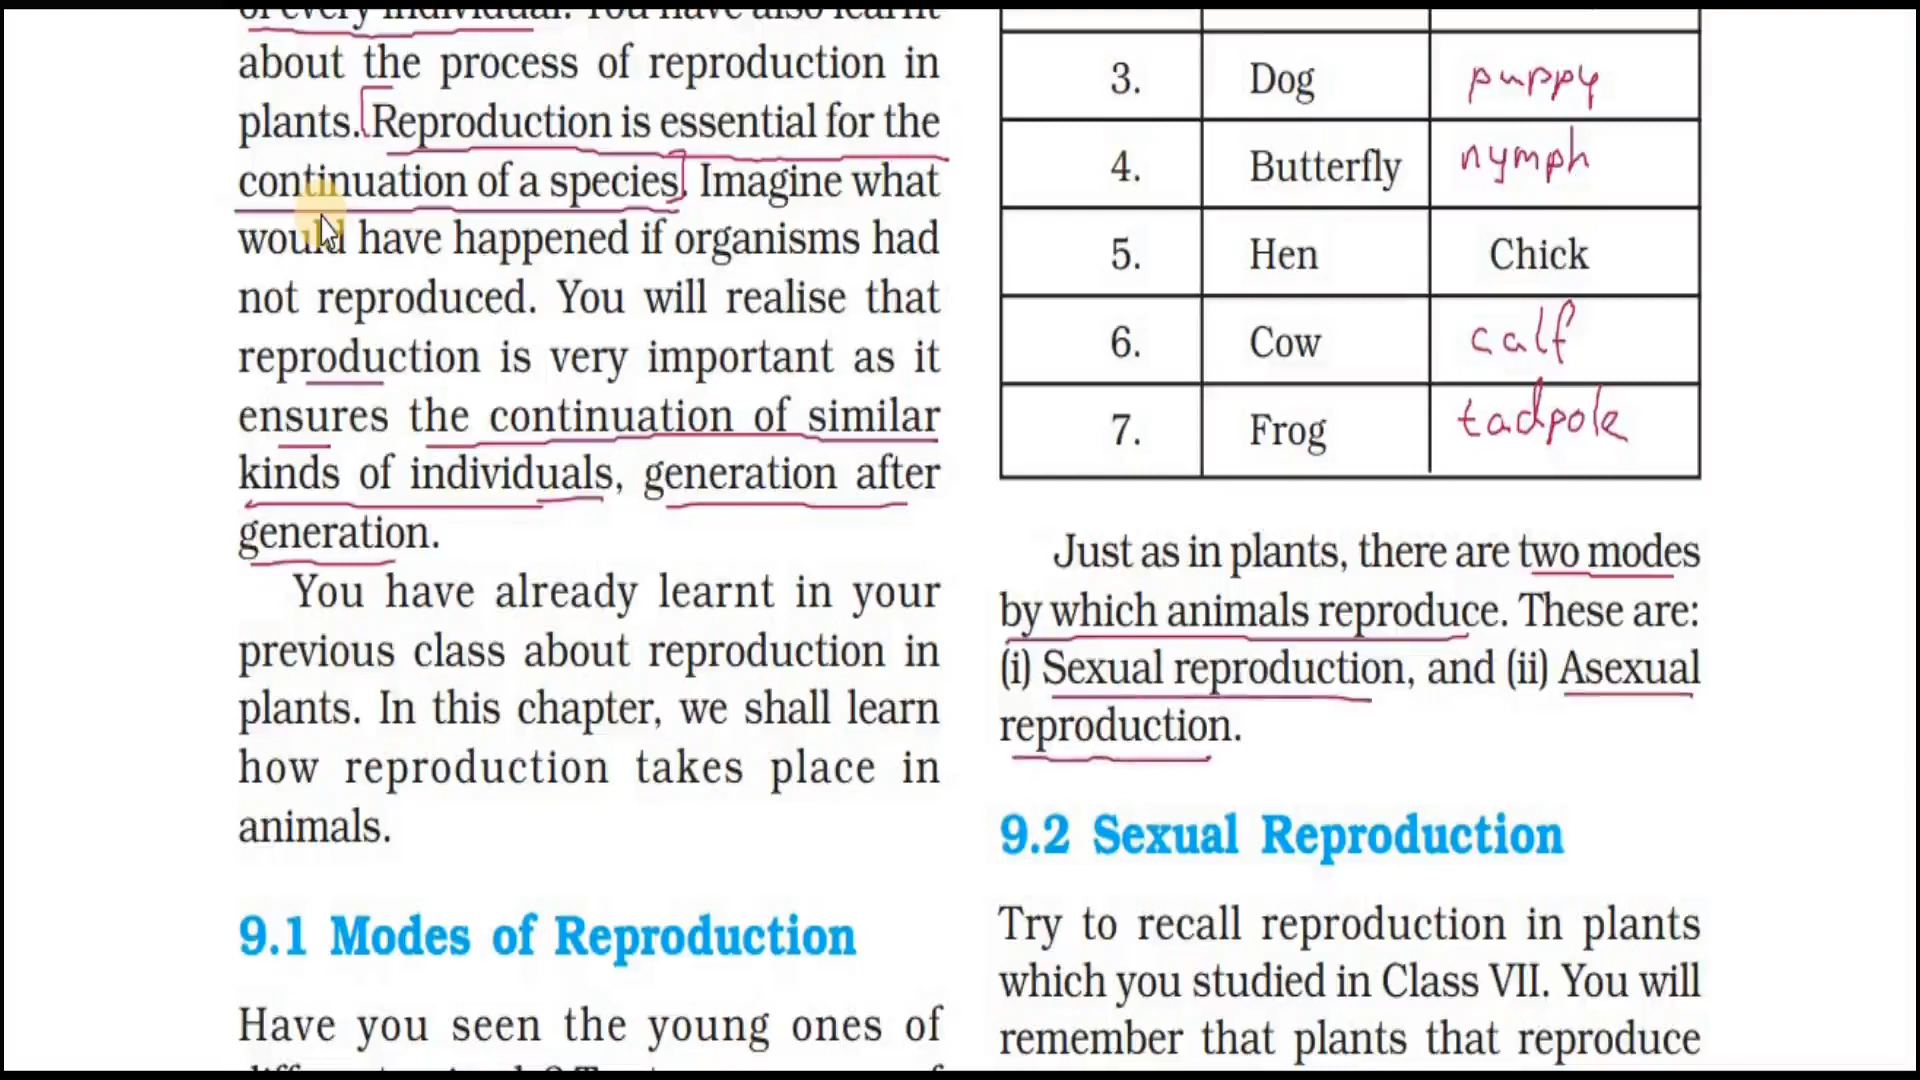 of every individual. You have also learnt
about the process of reproduction in
plants. Reproduction is essential for the
continuation of a species. Imagine what
would have happened if organisms had
not reproduced. You will realise that
reproduction is very important as it
ensures the continuation of similar
kinds of individuals, generation after
generation.
You have already learnt in your
previous class about reproduction in
plants. In this chapter, we shall learn
how reproduction takes place in
animals.
9.1 Modes of Reproduction
Have you seen the young ones of
3. Dog puppy
4. Butterfly nymph
5. Hen Chick
6. Cow calf
7. Frog tadpole
Just as in plants, there are two modes
by which animals reproduce. These are:
(i) Sexual reproduction, and (ii) Asexual
reproduction.
9.2 Sexual Reproduction
Try to recall reproduction in plants
which you studied in Class VII. You will
remember that plants that reproduce